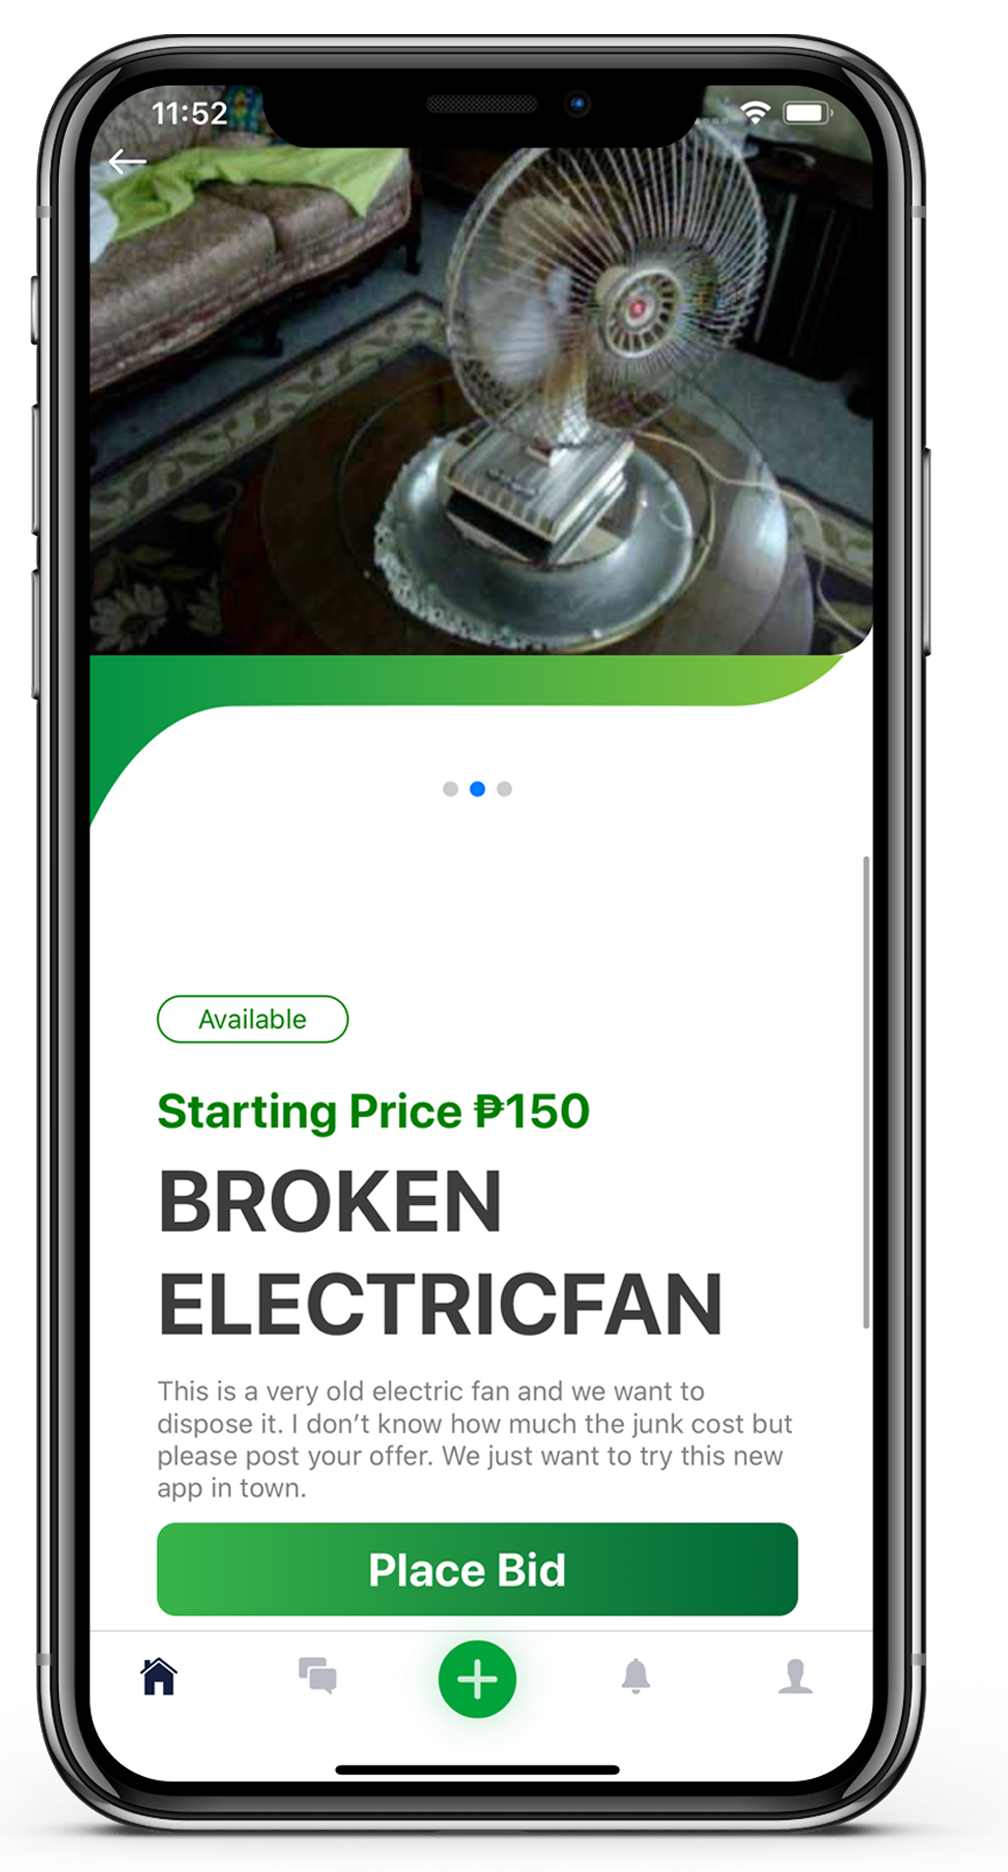 11:52
Available
Starting Price ₱150
BROKEN
ELECTRICFAN
This is a very old electric fan and we want to
dispose it. I don’t know how much the junk cost but
please post your offer. We just want to try this new
app in town.
Place Bid